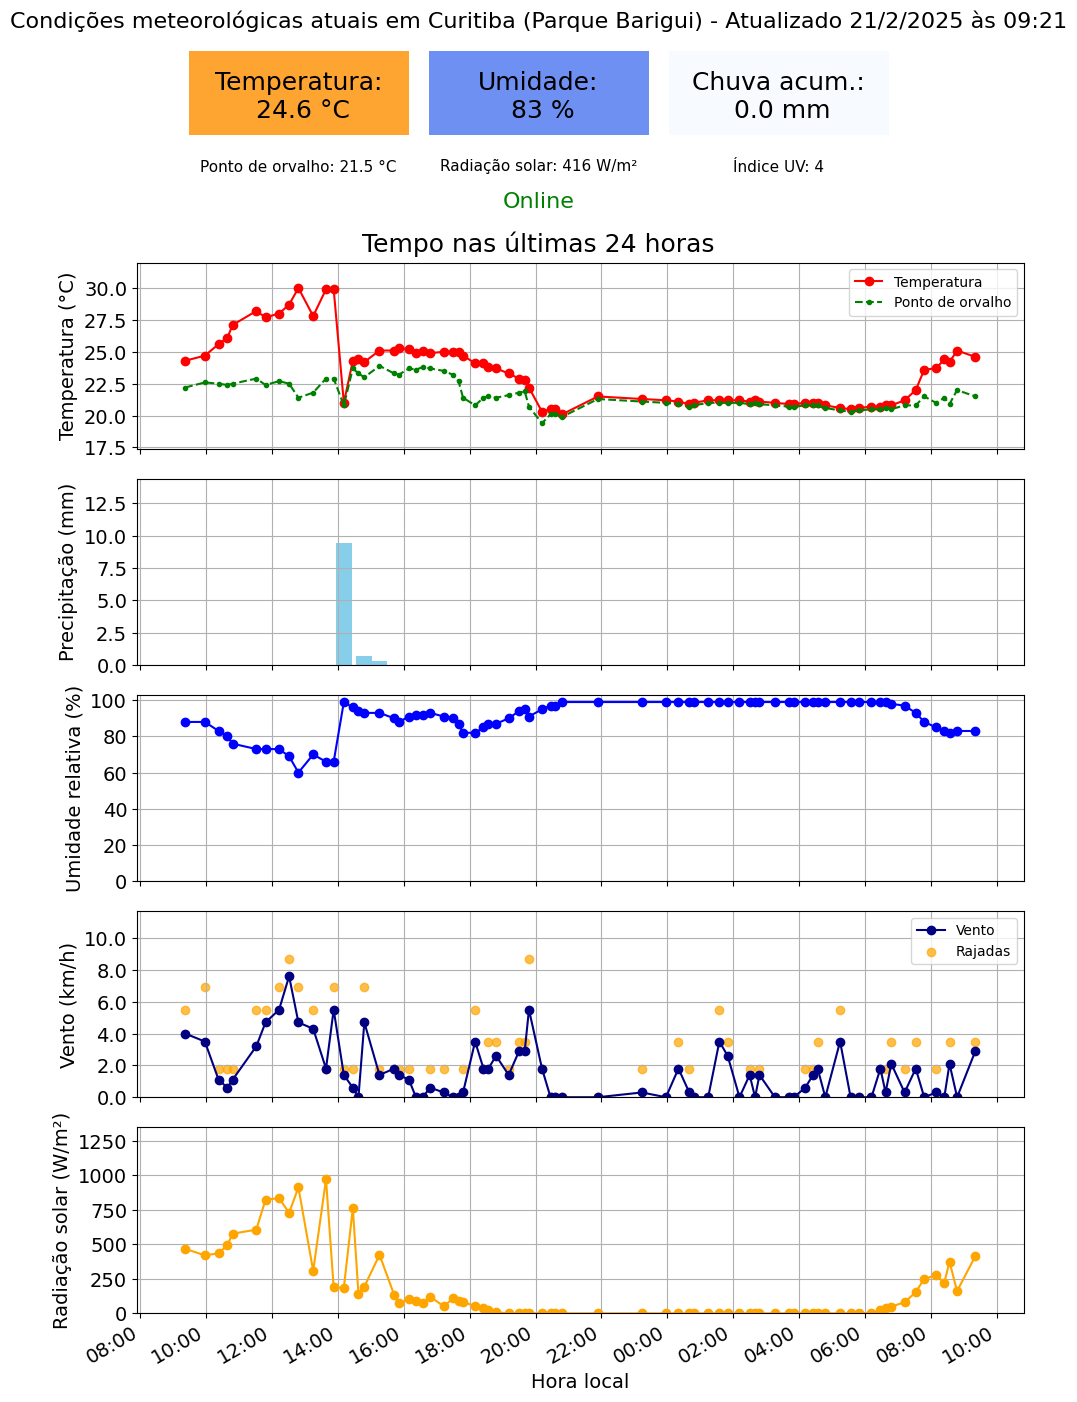 Condições meteorológicas atuais em Curitiba (Parque Barigui) - Atualizado 21/2/2025 às 09:21
Temperatura:
24.6 °C
Umidade:
83 %
Chuva acum.:
0.0 mm
Ponto de orvalho: 21.5 °C
Radiação solar: 416 W/m²
Índice UV: 4
Online
Tempo nas últimas 24 horas
Temperatura (°C)
30.0
27.5
25.0
22.5
20.0
17.5
Temperatura
Ponto de orvalho
Precipitação (mm)
12.5
10.0
7.5
5.0
2.5
0.0
Umidade relativa (%)
100
80
60
40
20
0
Vento (km/h)
10.0
8.0
6.0
4.0
2.0
0.0
Vento
Rajadas
Radiação solar (W/m²)
1250
1000
750
500
250
0
08:00
10:00
12:00
14:00
16:00
18:00
20:00
22:00
00:00
02:00
04:00
06:00
08:00
10:00
Hora local